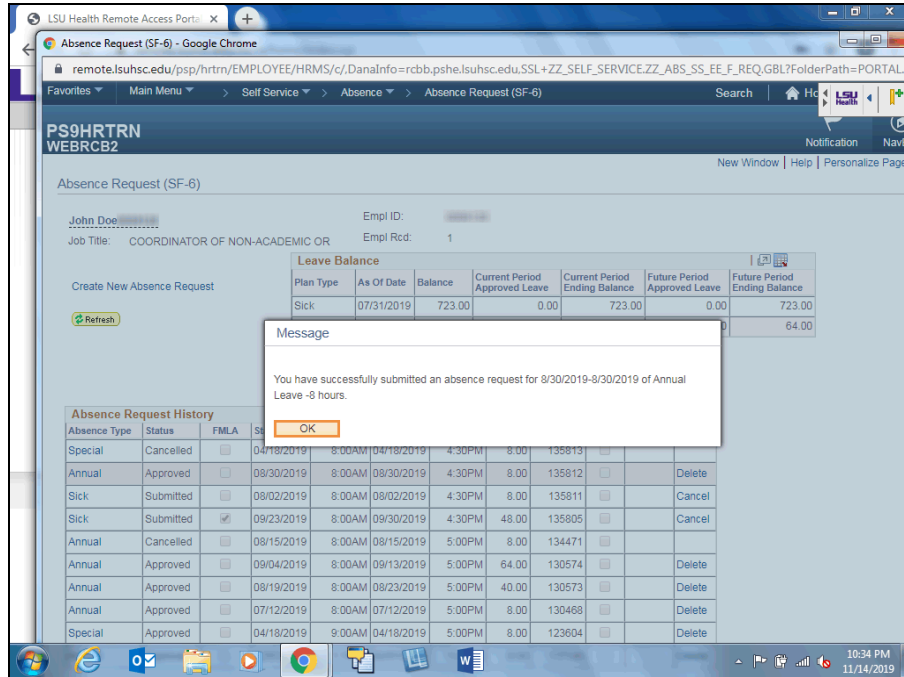 LSU Health Remote Access Porta
Absence Request (SF-6) - Google Chrome
remote.lsuhsc.edu/psp/hrtrn/EMPLOYEE/HRMS/c/,DanaInfo=rcbb.pshe.lsuhsc.edu,SSL+ZZ_SELF_SERVICE.ZZ_ABS_SS_EE_F_REQ.GBL?FolderPath=PORTAL.
Favorites Main Menu > Self Service > Absence > Absence Request (SF-6) Search LSU Health
PS9HRTRN
WEBRCB2
Notification
New Window | Help | Personalize Page
Absence Request (SF-6)
John Doe Empl ID:
Job Title: COORDINATOR OF NON-ACADEMIC OR Empl Rcd: 1
Create New Absence Request
Refresh
Leave Balance
Plan Type As Of Date Balance Current Period Approved Leave Current Period Ending Balance Future Period Approved Leave Future Period Ending Balance
Sick 07/31/2019 723.00 0.00 723.00 0.00 723.00
64.00
Message
You have successfully submitted an absence request for 8/30/2019-8/30/2019 of Annual
Leave -8 hours.
OK
Absence Request History
Absence Type Status FMLA
Special Cancelled 04/18/2019 8:00AM 04/18/2019 4:30PM 8.00 135813
Annual Approved 08/30/2019 8:00AM 08/30/2019 4:30PM 8.00 135812 Delete
Sick Submitted 08/02/2019 8:00AM 08/02/2019 4:30PM 8.00 135811 Cancel
Sick Submitted 09/23/2019 8:00AM 09/30/2019 4:30PM 48.00 135805 Cancel
Annual Cancelled 08/15/2019 8:00AM 08/15/2019 5:00PM 8.00 134471
Annual Approved 09/04/2019 8:00AM 09/13/2019 5:00PM 64.00 130574 Delete
Annual Approved 08/19/2019 8:00AM 08/23/2019 5:00PM 40.00 130573 Delete
Annual Approved 07/12/2019 8:00AM 07/12/2019 5:00PM 8.00 130468 Delete
Special Approved 04/18/2019 9:00AM 04/18/2019 5:00PM 8.00 123604 Delete
10:34 PM
11/14/2019